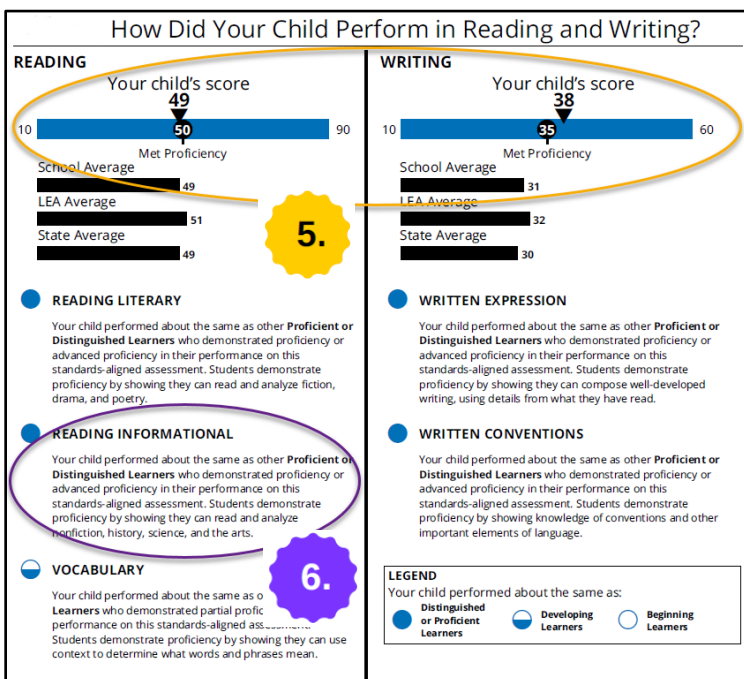 How Did Your Child Perform in Reading and Writing?
READING
Your child's score
49
10
50
90
Met Proficiency
School Average
49
LEA Average
51
State Average
49
5.
READING LITERARY
Your child performed about the same as other Proficient or
Distinguished Learners who demonstrated proficiency or
advanced proficiency in their performance on this
standards-aligned assessment. Students demonstrate
proficiency by showing they can read and analyze fiction,
drama, and poetry.
READING INFORMATIONAL
Your child performed about the same as other Proficient or
Distinguished Learners who demonstrated proficiency or
advanced proficiency in their performance on this
standards-aligned assessment. Students demonstrate
proficiency by showing they can read and analyze
nonfiction, history, science, and the arts.
6.
VOCABULARY
Your child performed about the same as
Learners who demonstrated partial
performance on this standards-aligned
Students demonstrate proficiency by showing they can use
context to determine what words and phrases mean.
WRITING
Your child's score
38
10
35
60
Met Proficiency
School Average
31
LEA Average
32
State Average
30
WRITTEN EXPRESSION
Your child performed about the same as other Proficient or
Distinguished Learners who demonstrated proficiency or
advanced proficiency in their performance on this
standards-aligned assessment. Students demonstrate
proficiency by showing they can compose well-developed
writing, using details from what they have read.
WRITTEN CONVENTIONS
Your child performed about the same as other Proficient or
Distinguished Learners who demonstrated proficiency or
advanced proficiency in their performance on this
standards-aligned assessment. Students demonstrate
proficiency by showing knowledge of conventions and other
important elements of language.
LEGEND
Your child performed about the same as:
Distinguished
or Proficient
Learners
Developing
Learners
Beginning
Learners